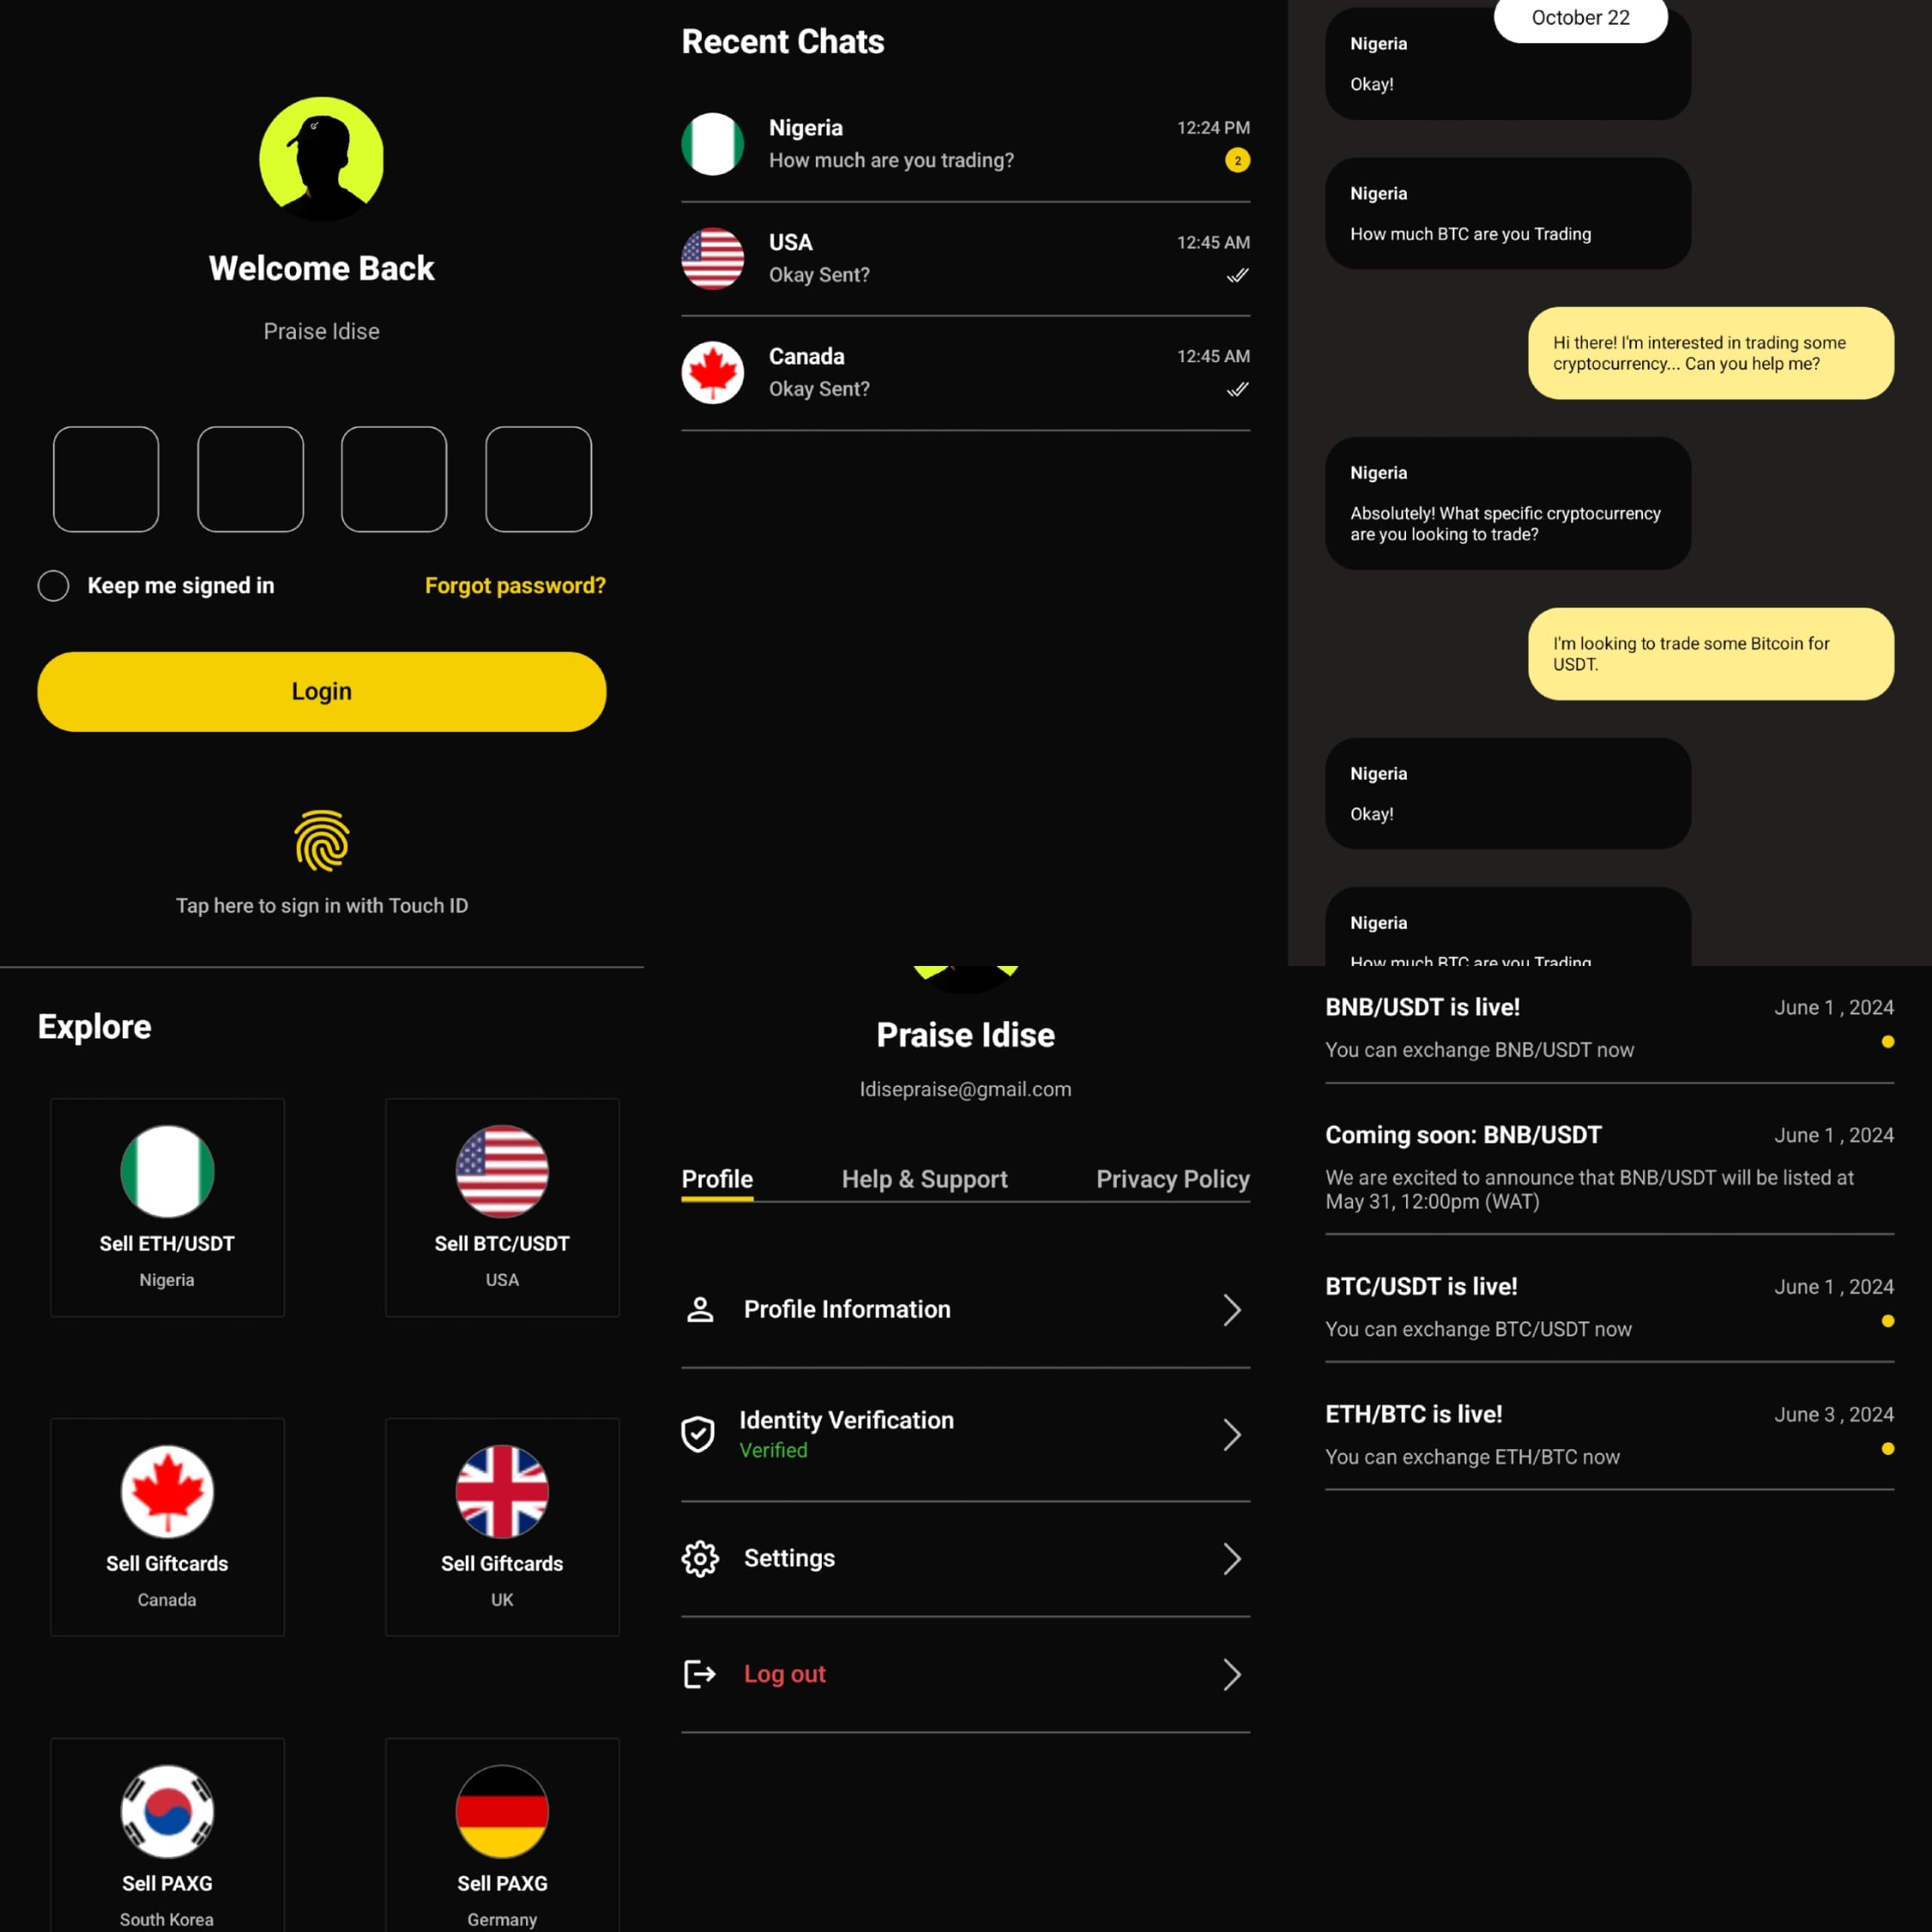 Welcome Back
Praise Idise
Keep me signed in
Forgot password?
Login
Tap here to sign in with Touch ID
Recent Chats
Nigeria
12:24 PM
How much are you trading?
2
USA
12:45 AM
Okay Sent?
Canada
12:45 AM
Okay Sent?
October 22
Nigeria
Okay!
Nigeria
How much BTC are you Trading
Hi there! I'm interested in trading some
cryptocurrency... Can you help me?
Nigeria
Absolutely! What specific cryptocurrency
are you looking to trade?
I'm looking to trade some Bitcoin for
USDT.
Nigeria
Okay!
Nigeria
How much BTC are you Trading
Explore
Sell ETH/USDT
Nigeria
Sell BTC/USDT
USA
Sell Giftcards
Canada
Sell Giftcards
UK
Sell PAXG
South Korea
Sell PAXG
Germany
Praise Idise
Idisepraise@gmail.com
Profile
Help & Support
Privacy Policy
Profile Information
Identity Verification
Verified
Settings
Log out
BNB/USDT is live!
June 1 , 2024
You can exchange BNB/USDT now
Coming soon: BNB/USDT
June 1 , 2024
We are excited to announce that BNB/USDT will be listed at
May 31, 12:00pm (WAT)
BTC/USDT is live!
June 1 , 2024
You can exchange BTC/USDT now
ETH/BTC is live!
June 3 , 2024
You can exchange ETH/BTC now